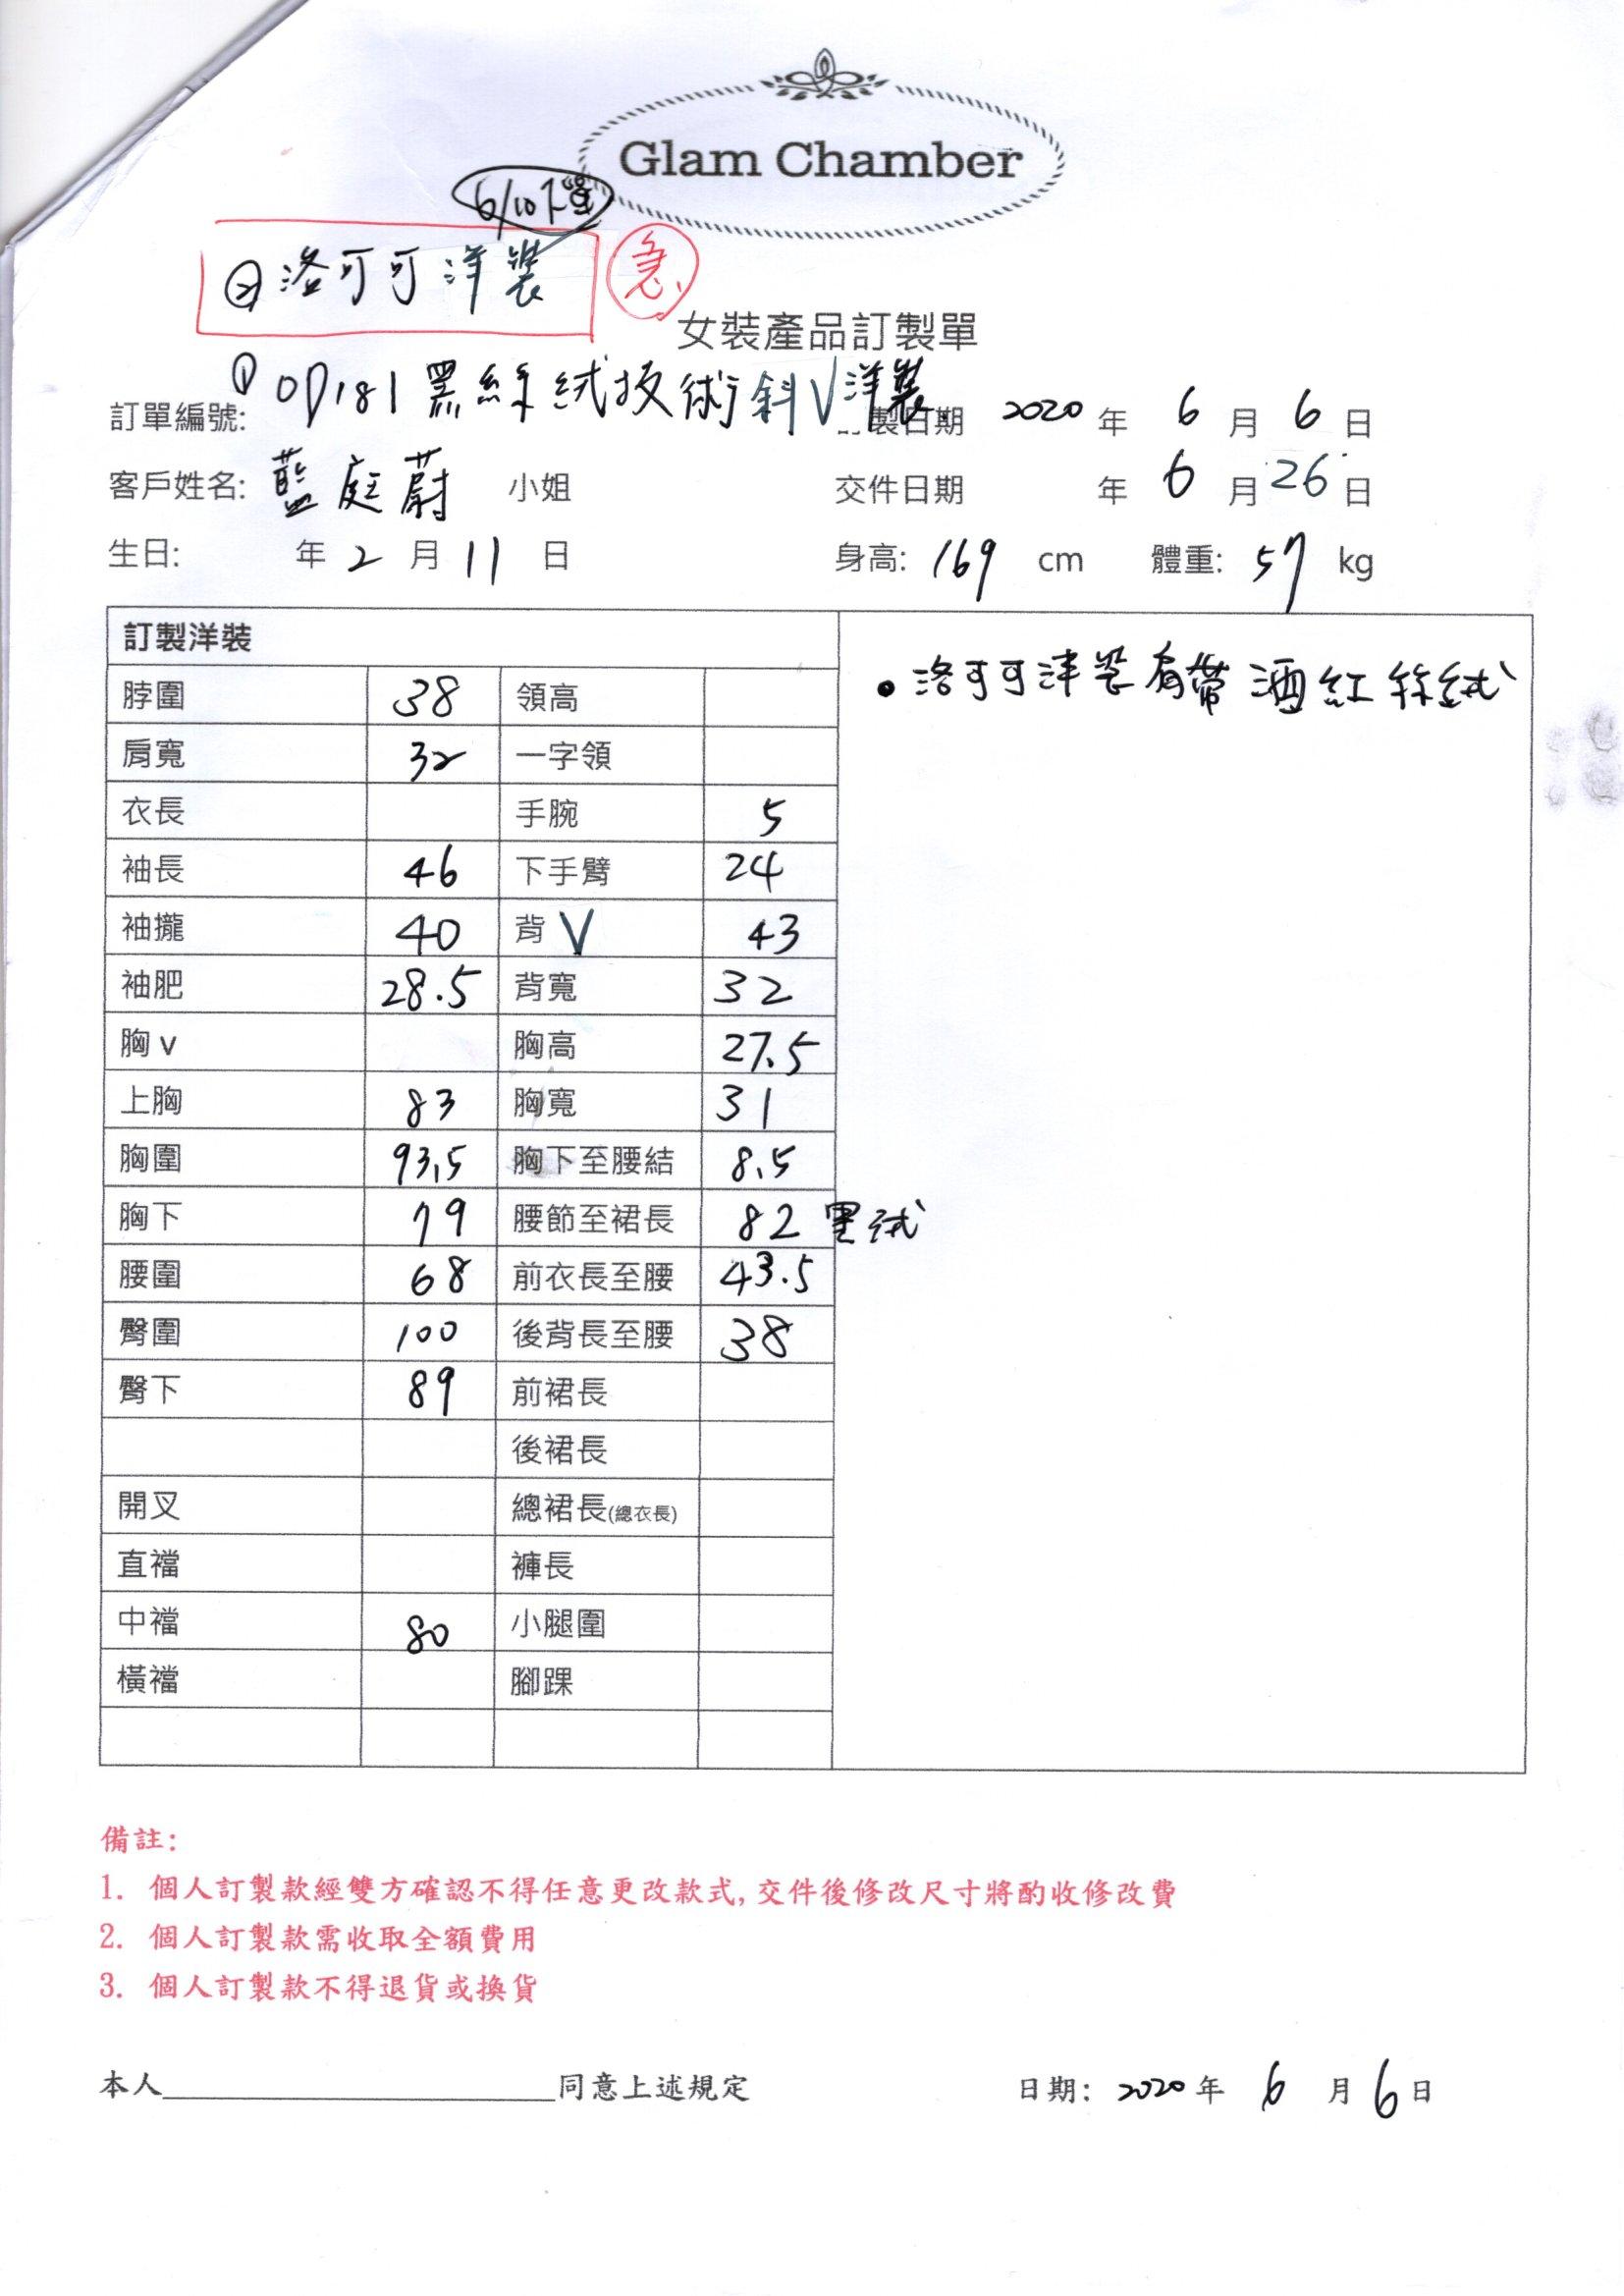 Glam Chamber
6/10下單
②洛可可洋裝
急
女裝產品訂製單
①OP181黑絲絨技術斜V洋裝
訂單編號: 製日期 2020 年 6 月 6 日
客戶姓名: 藍庭蔚 小姐 交件日期 年 6 月 26 日
生日: 年 2 月 11 日 身高: 169 cm 體重: 57 kg
訂製洋裝
•洛可可洋裝有帶酒紅絲絨
脖圍 38 領高
肩寬 32 一字領
衣長 手腕 5
袖長 46 下手臂 24
袖攏 40 背V 43
袖肥 28.5 背寬 32
胸v 胸高 27.5
上胸 83 胸寬 31
胸圍 93.5 胸下至腰結 8.5
胸下 79 腰節至裙長 82 黑絨
腰圍 68 前衣長至腰 43.5
臀圍 100 後背長至腰 38
臀下 89 前裙長
後裙長
開叉 總裙長(總衣長)
直襠 褲長
中襠 80 小腿圍
橫襠 腳踝
備註:
1. 個人訂製款經雙方確認不得任意更改款式,交件後修改尺寸將酌收修改費
2. 個人訂製款需收取全額費用
3. 個人訂製款不得退貨或換貨
本人____________同意上述規定 日期: 2020 年 6 月 6 日